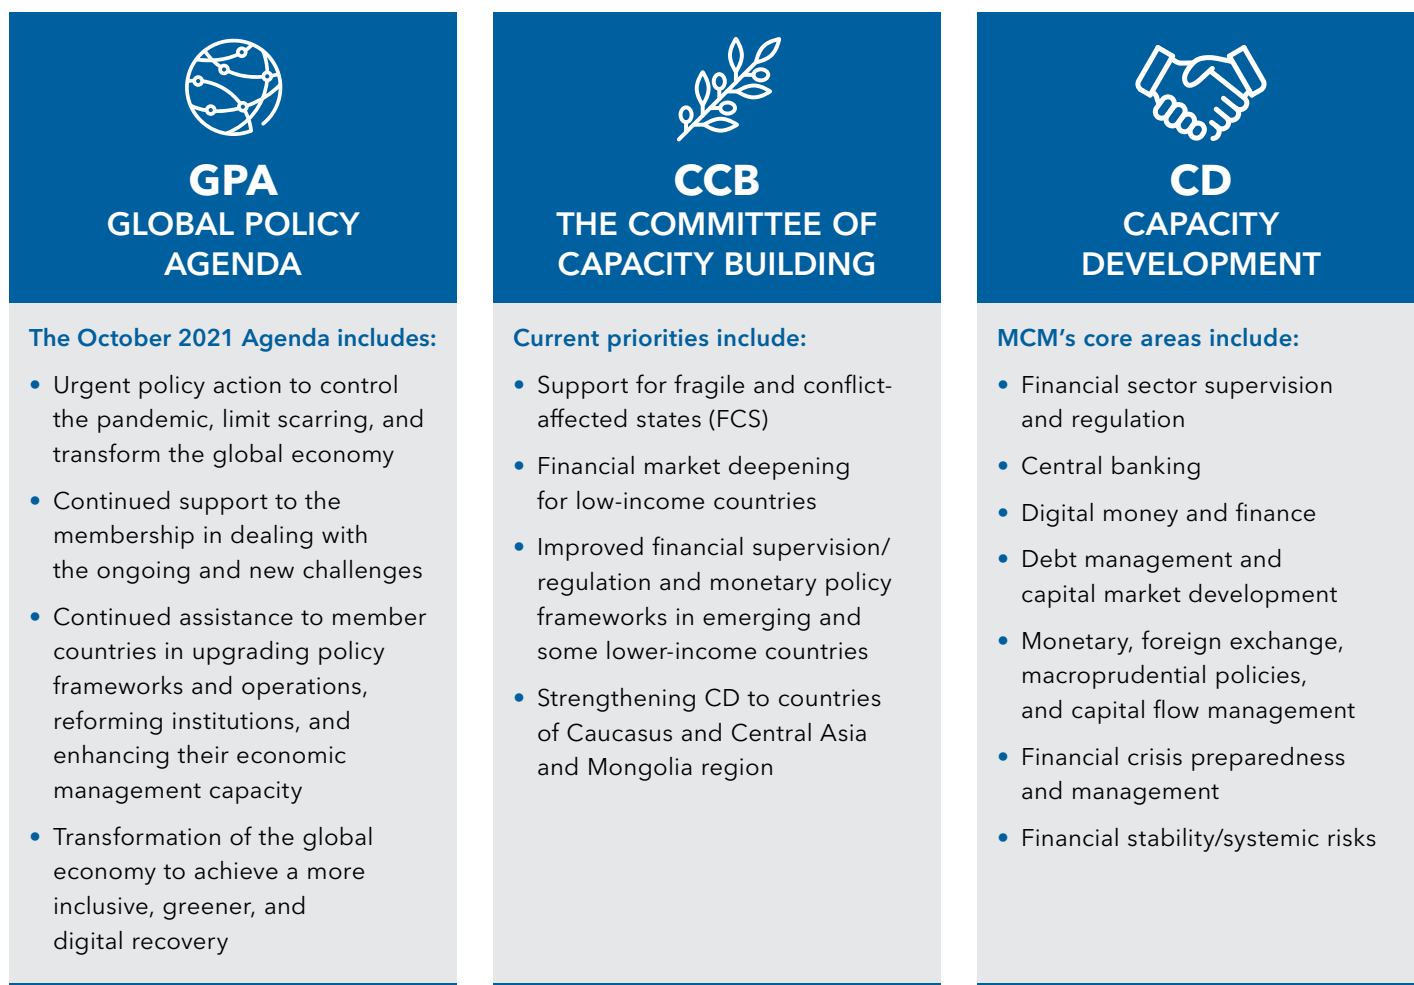 GPA
GLOBAL POLICY
AGENDA
The October 2021 Agenda includes:
• Urgent policy action to control
the pandemic, limit scarring, and
transform the global economy
• Continued support to the
membership in dealing with
the ongoing and new challenges
• Continued assistance to member
countries in upgrading policy
frameworks and operations,
reforming institutions, and
enhancing their economic
management capacity
• Transformation of the global
economy to achieve a more
inclusive, greener, and
digital recovery
CCB
THE COMMITTEE OF
CAPACITY BUILDING
Current priorities include:
• Support for fragile and conflict-
affected states (FCS)
• Financial market deepening
for low-income countries
• Improved financial supervision/
regulation and monetary policy
frameworks in emerging and
some lower-income countries
• Strengthening CD to countries
of Caucasus and Central Asia
and Mongolia region
CD
CAPACITY
DEVELOPMENT
MCM’s core areas include:
• Financial sector supervision
and regulation
• Central banking
• Digital money and finance
• Debt management and
capital market development
• Monetary, foreign exchange,
macroprudential policies,
and capital flow management
• Financial crisis preparedness
and management
• Financial stability/systemic risks